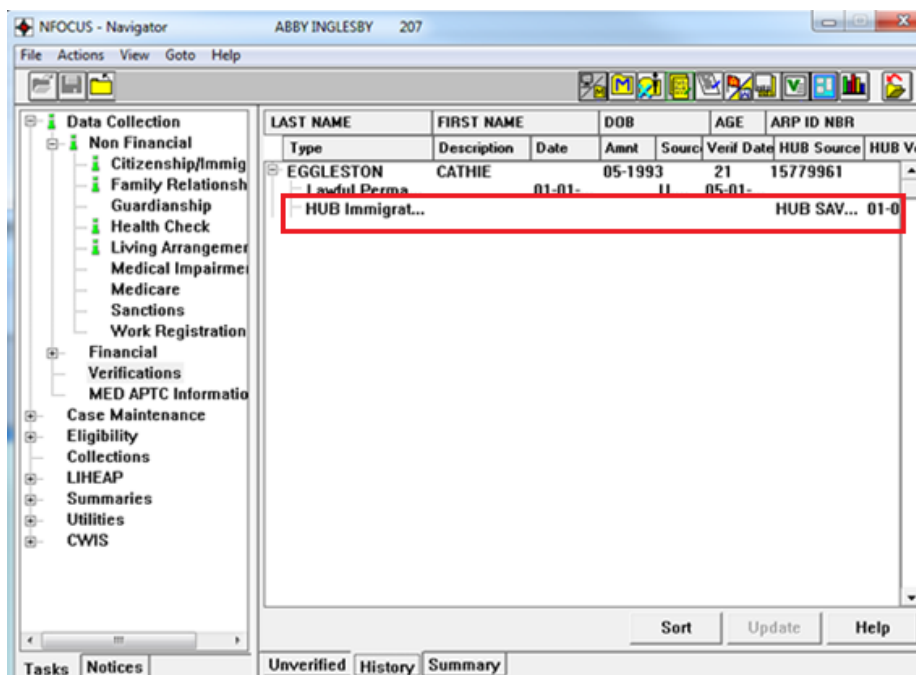 NFOCUS - Navigator ABBY INGLESBY 207
File Actions View Goto Help
Data Collection
Non Financial
Citizenship/Immig
Family Relationsh
Guardianship
Health Check
Living Arrangemer
Medical Impairme
Medicare
Sanctions
Work Registration
Financial
Verifications
MED APTC Informatio
Case Maintenance
Eligibility
Collections
LIHEAP
Summaries
Utilities
CWIS
Tasks Notices
LAST NAME FIRST NAME DOB AGE ARP ID NBR
Type Description Date Amnt Sourc Verif Date HUB Source HUB V
EGGLESTON CATHIE 05-1993 21 15779961
Lawful Perma... 01-01- U 05-01-
HUB Immigrat... HUB SAV... 01-0
Sort Update Help
Unverified History Summary